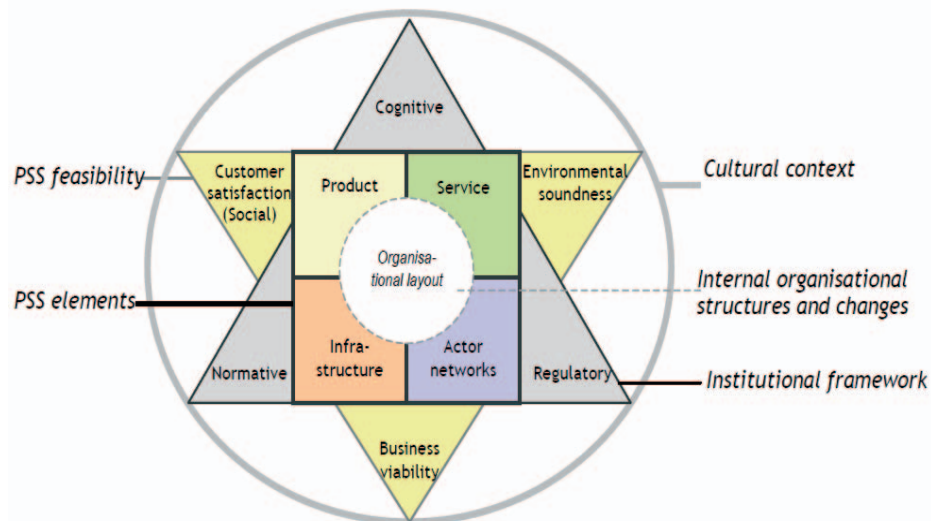 Cognitive
PSS feasibility
Customer
satisfaction
(Social)
Product
Service
Environmental
soundness
Cultural context
Organisa-
tional layout
PSS elements
Internal organisational
structures and changes
Normative
Infra-
structure
Actor
networks
Regulatory
Institutional framework
Business
viability